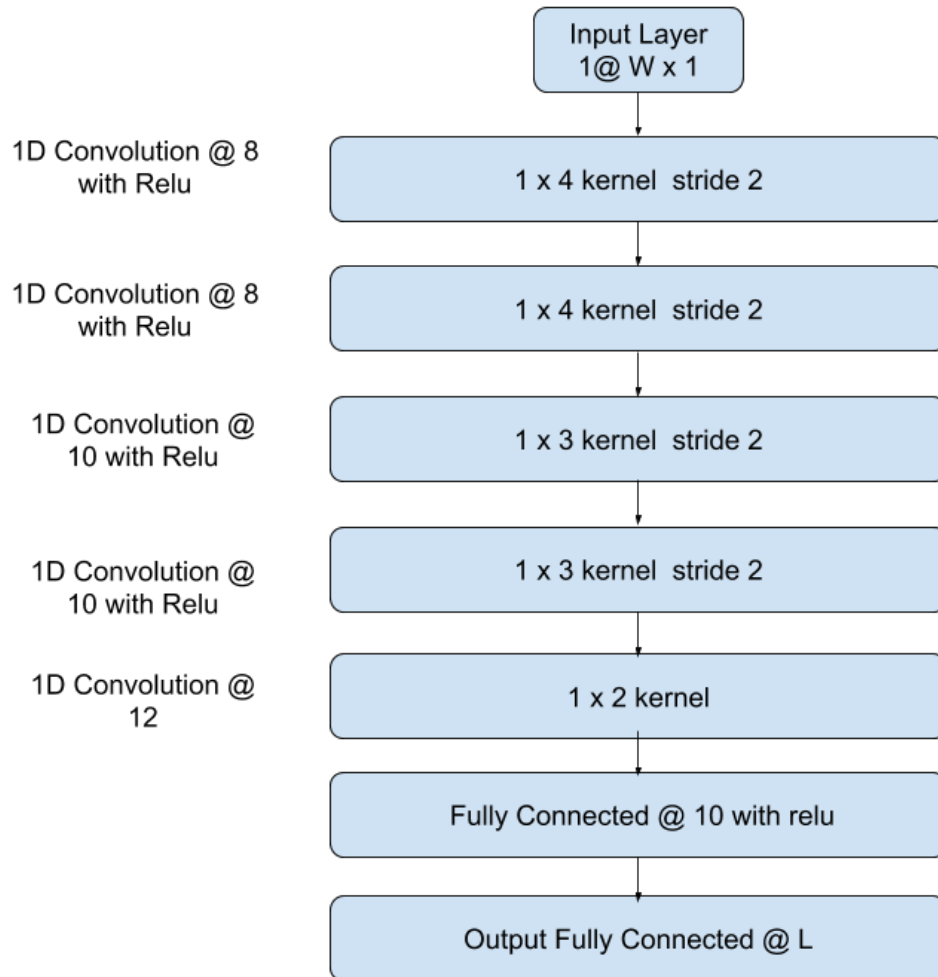 Input Layer
1@ W x 1
1D Convolution @ 8
with Relu
1 x 4 kernel  stride 2
1D Convolution @ 8
with Relu
1 x 4 kernel  stride 2
1D Convolution @
10 with Relu
1 x 3 kernel  stride 2
1D Convolution @
10 with Relu
1 x 3 kernel  stride 2
1D Convolution @
12
1 x 2 kernel
Fully Connected @ 10 with relu
Output Fully Connected @ L